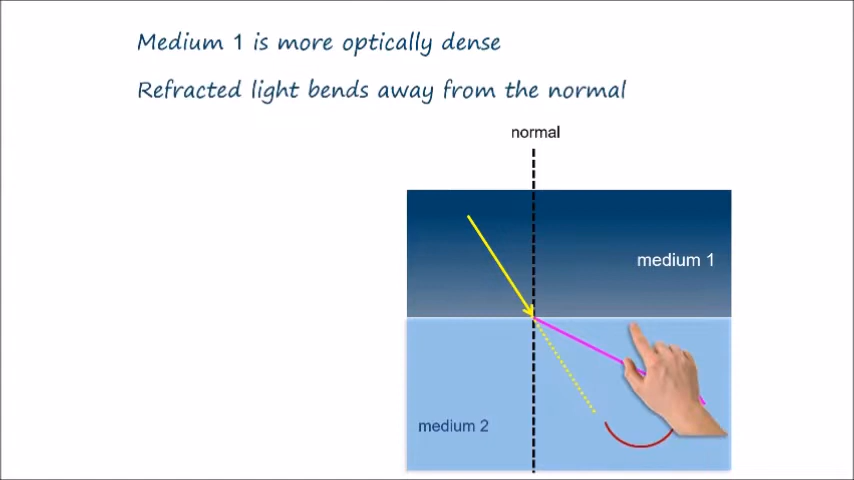 Medium 1 is more optically dense
Refracted light bends away from the normal
normal
medium 1
medium 2